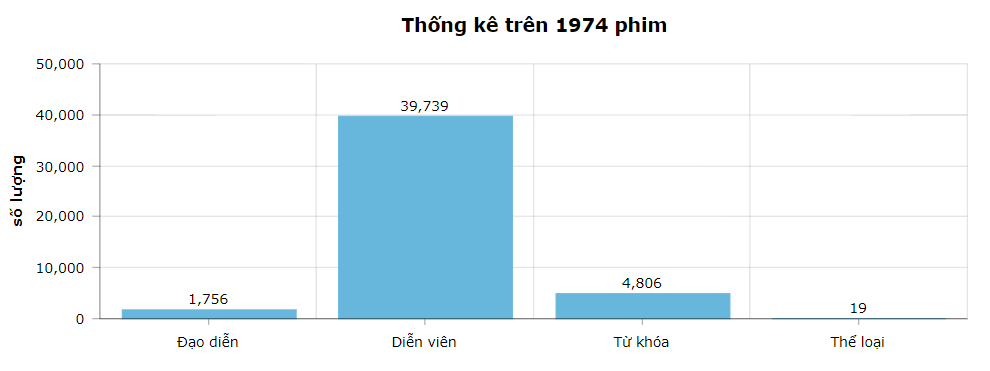 Thống kê trên 1974 phim
số lượng
50,000
40,000
30,000
20,000
10,000
0
1,756
39,739
4,806
19
Đạo diễn
Diễn viên
Từ khóa
Thể loại